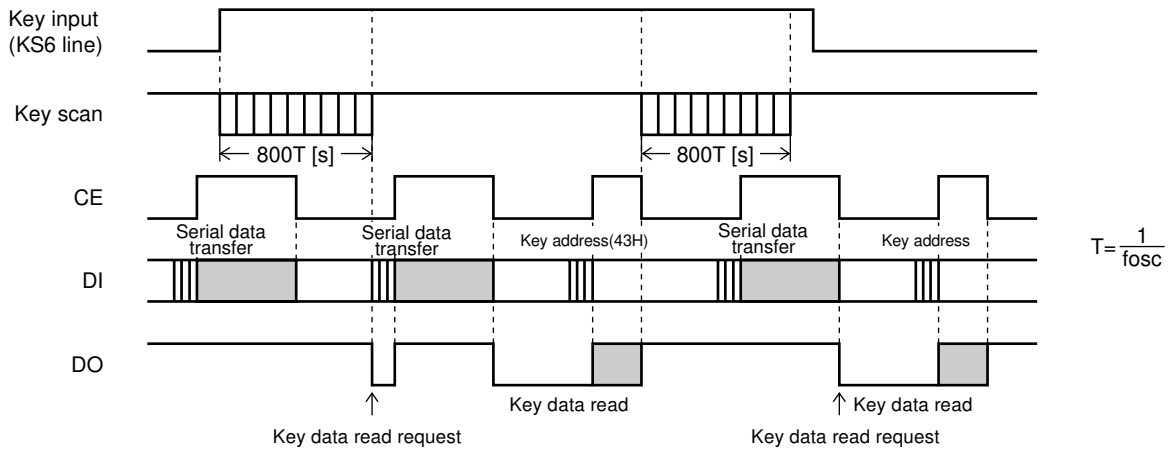 Key input
(KS6 line)
Key scan
800T [s]
800T [s]
CE
Serial data
transfer
Serial data
transfer
Key address(43H)
Serial data
transfer
Key address
T= 1
fosc
DI
DO
Key data read
Key data read
Key data read request
Key data read request